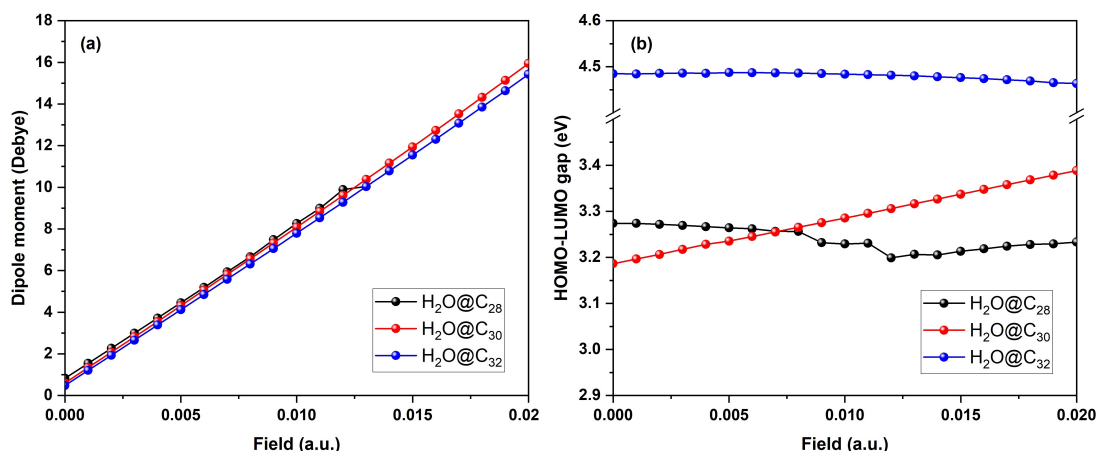 (a)
Dipole moment (Debye)
18
16
14
12
10
8
6
4
2
0
0.000
0.005
0.010
0.015
0.02
Field (a.u.)
H₂O@C₂₈
H₂O@C₃₀
H₂O@C₃₂
(b)
HOMO-LUMO gap (eV)
4.6
4.5
3.4
3.3
3.2
3.1
3.0
2.9
0.000
0.005
0.010
0.015
0.020
Field (a.u.)
H₂O@C₂₈
H₂O@C₃₀
H₂O@C₃₂